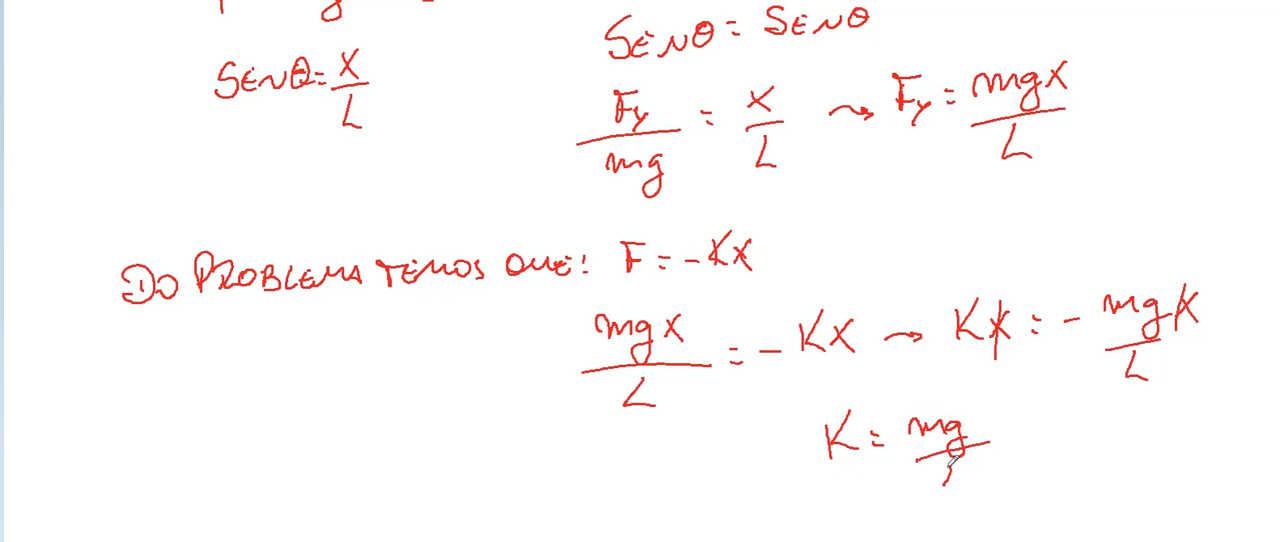 SENθ = SENθ
SENθ = X/L
Fy/mg = X/L → Fy = mgX/L
DO PROBLEMA TEMOS QUE: F = -KX
mgX/L = -KX → KX = - mgX/L
K = mg/